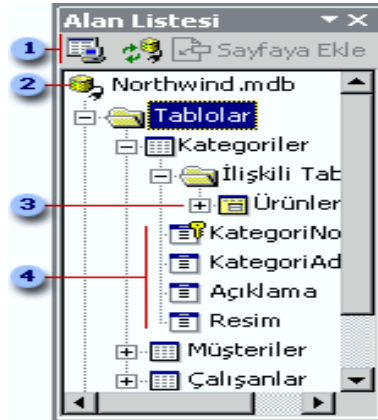 Alan Listesi
1
Sayfaya Ekle
2
Northwind.mdb
Tablolar
Kategoriler
İlişkili Tab
3
Ürünler
KategoriNo
4
KategoriAd
Açıklama
Resim
Müşteriler
Çalışanlar